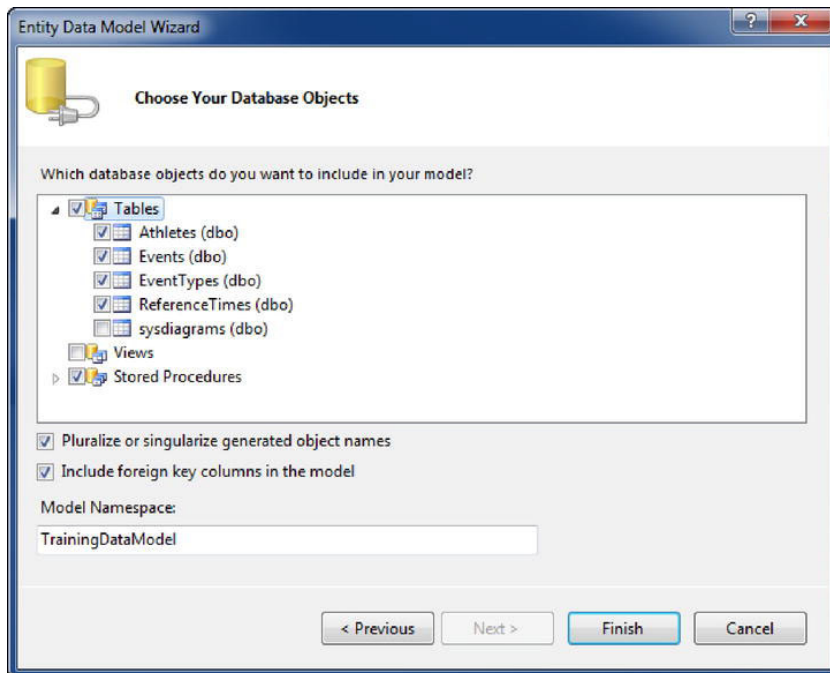 Entity Data Model Wizard
Choose Your Database Objects
Which database objects do you want to include in your model?
Tables
Athletes (dbo)
Events (dbo)
EventTypes (dbo)
ReferenceTimes (dbo)
sysdiagrams (dbo)
Views
Stored Procedures
Pluralize or singularize generated object names
Include foreign key columns in the model
Model Namespace:
TrainingDataModel
< Previous Next > Finish Cancel